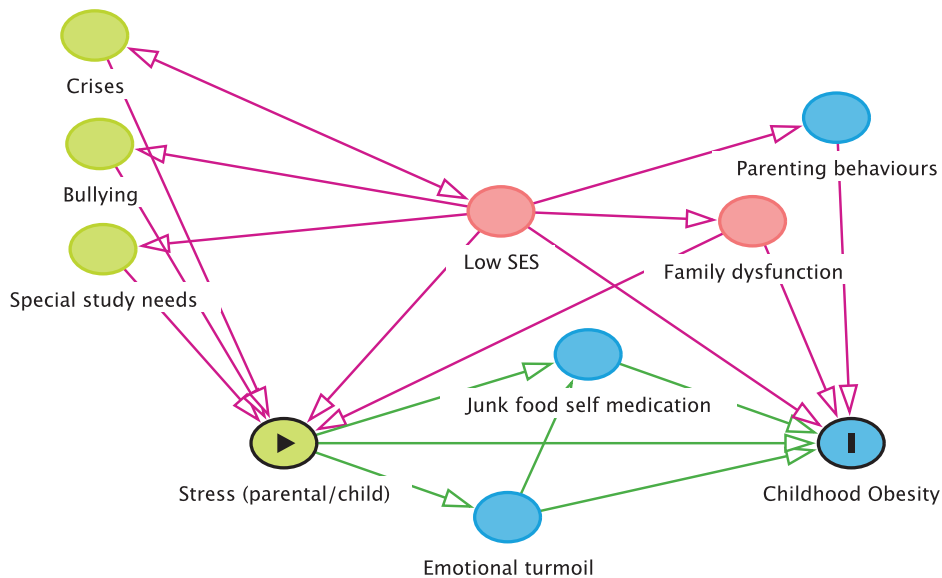 Crises
Bullying
Parenting behaviours
Low SES
Family dysfunction
Special study needs
Junk food self medication
Stress (parental/child)
Childhood Obesity
Emotional turmoil